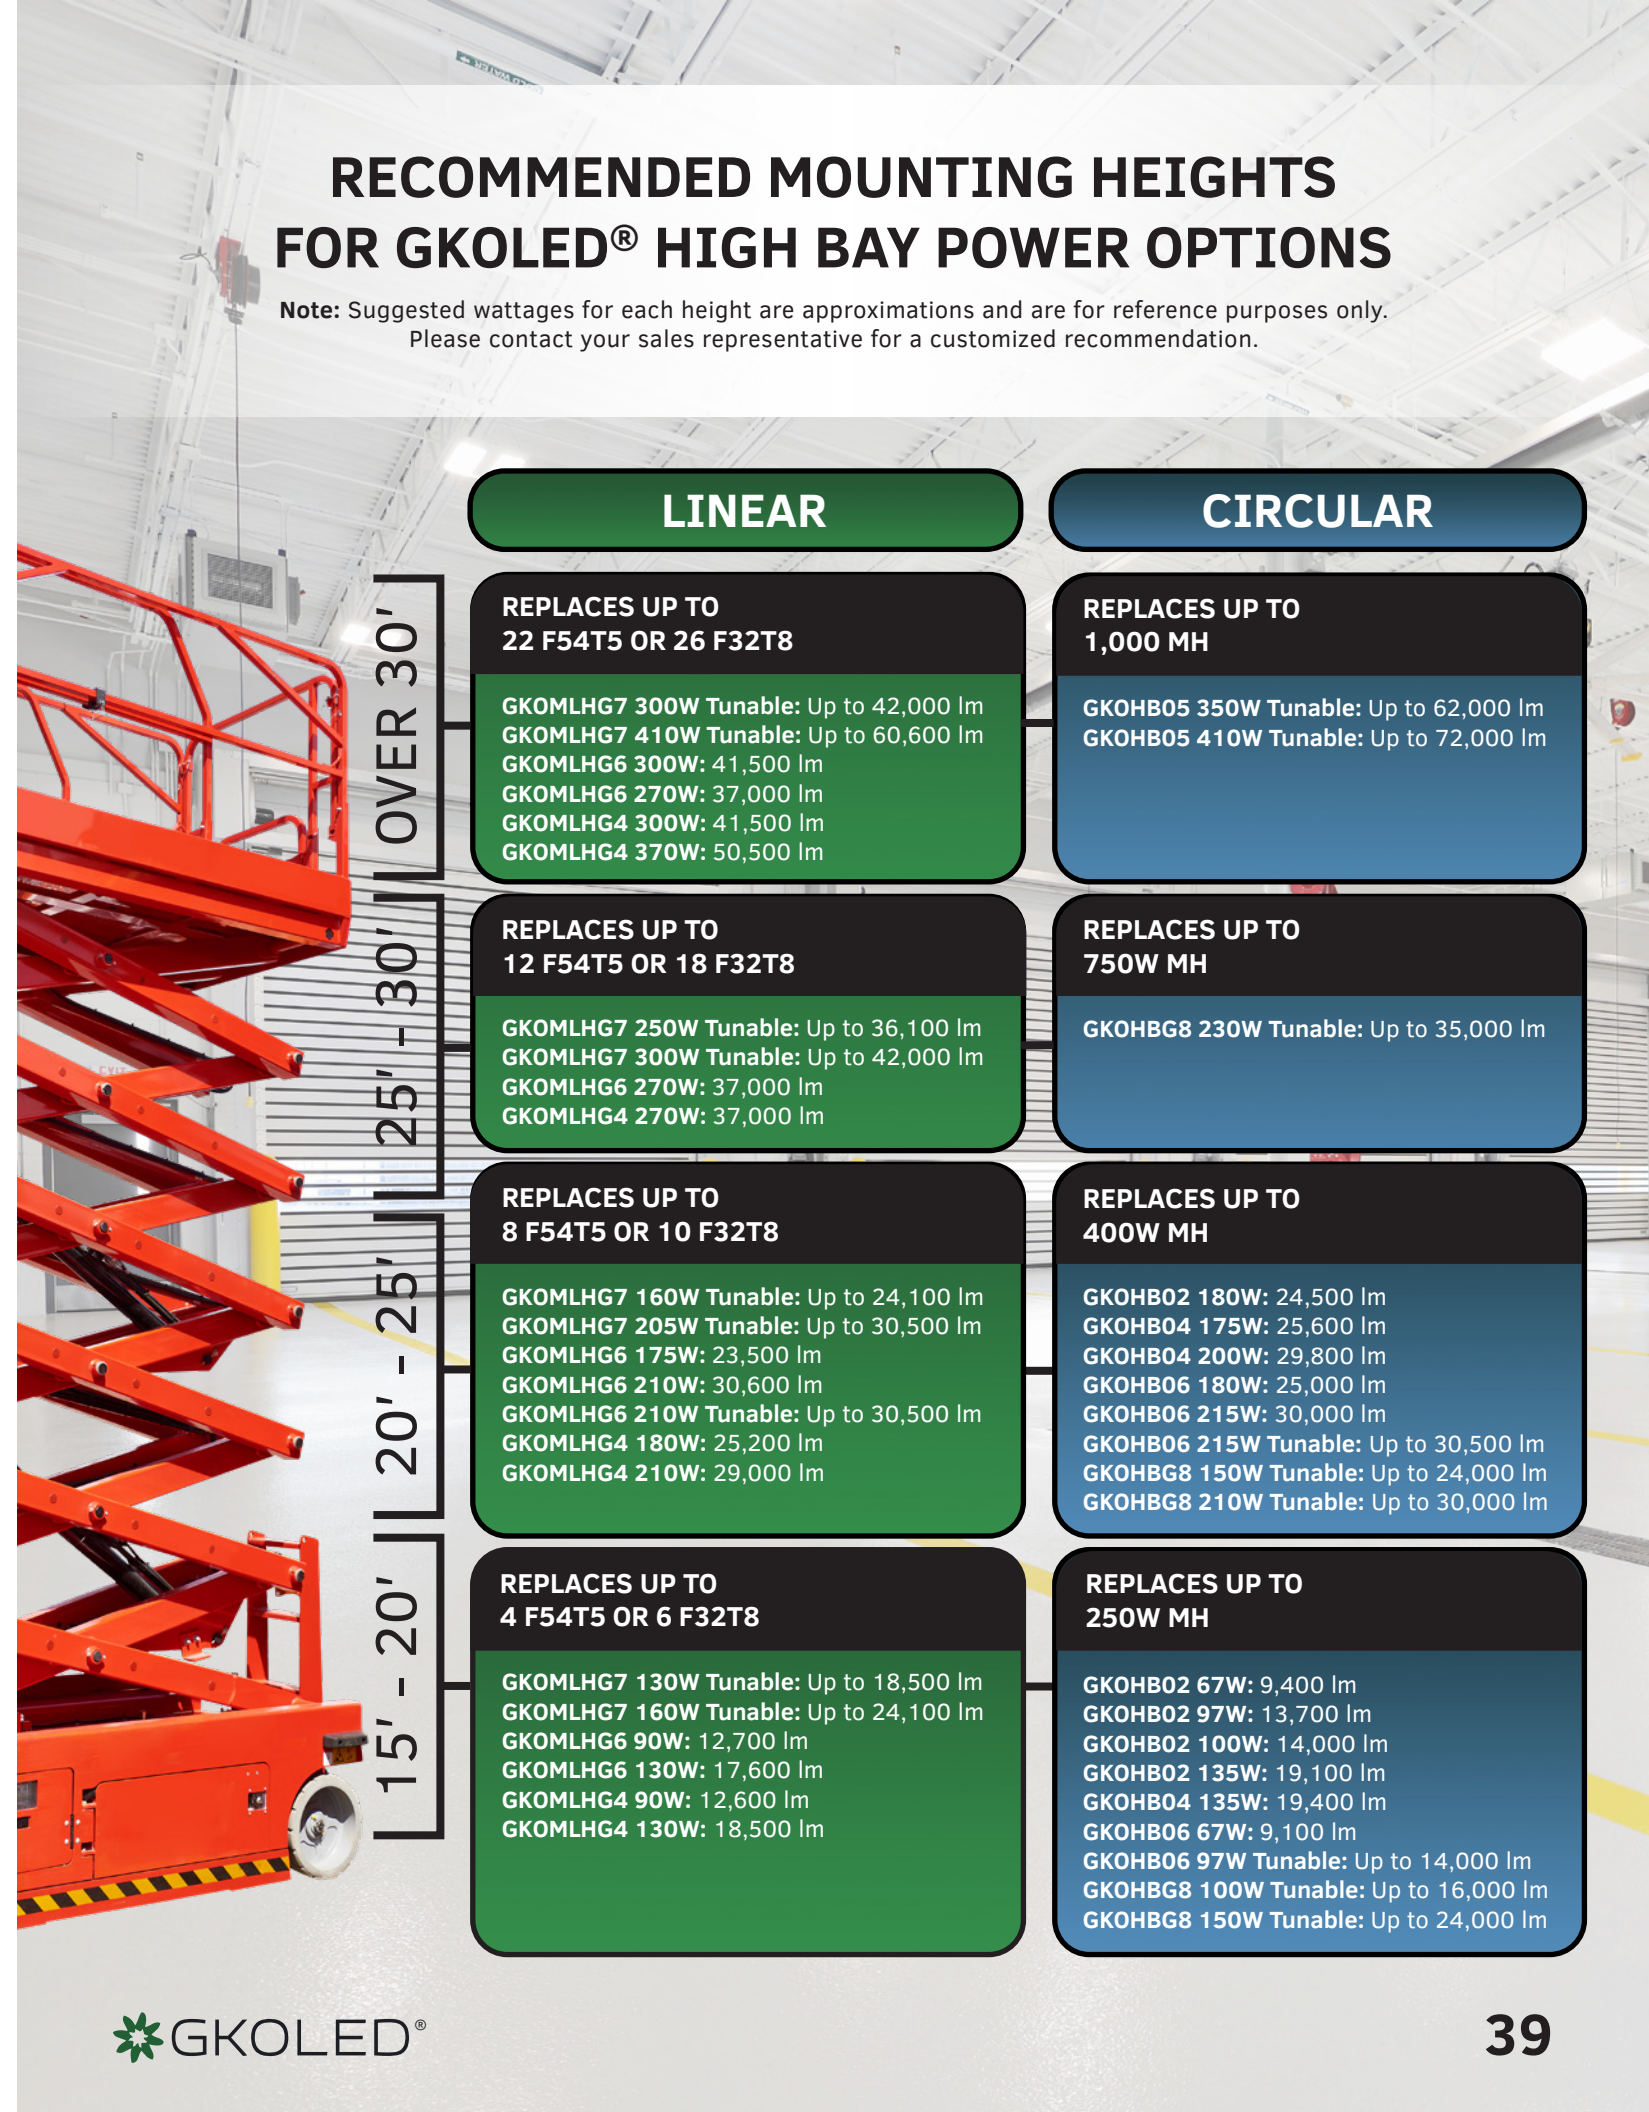 RECOMMENDED MOUNTING HEIGHTS
FOR GKOLED® HIGH BAY POWER OPTIONS
Note: Suggested wattages for each height are approximations and are for reference purposes only.
Please contact your sales representative for a customized recommendation.
LINEAR
CIRCULAR
OVER 30'
REPLACES UP TO
22 F54T5 OR 26 F32T8
GKOMLHG7 300W Tunable: Up to 42,000 lm
GKOMLHG7 410W Tunable: Up to 60,600 lm
GKOMLHG6 300W: 41,500 lm
GKOMLHG6 270W: 37,000 lm
GKOMLHG4 300W: 41,500 lm
GKOMLHG4 370W: 50,500 lm
REPLACES UP TO
1,000 MH
GKOHB05 350W Tunable: Up to 62,000 lm
GKOHB05 410W Tunable: Up to 72,000 lm
25' - 30'
REPLACES UP TO
12 F54T5 OR 18 F32T8
GKOMLHG7 250W Tunable: Up to 36,100 lm
GKOMLHG7 300W Tunable: Up to 42,000 lm
GKOMLHG6 270W: 37,000 lm
GKOMLHG4 270W: 37,000 lm
REPLACES UP TO
750W MH
GKOHBG8 230W Tunable: Up to 35,000 lm
20' - 25'
REPLACES UP TO
8 F54T5 OR 10 F32T8
GKOMLHG7 160W Tunable: Up to 24,100 lm
GKOMLHG7 205W Tunable: Up to 30,500 lm
GKOMLHG6 175W: 23,500 lm
GKOMLHG6 210W: 30,600 lm
GKOMLHG6 210W Tunable: Up to 30,500 lm
GKOMLHG4 180W: 25,200 lm
GKOMLHG4 210W: 29,000 lm
REPLACES UP TO
400W MH
GKOHB02 180W: 24,500 lm
GKOHB04 175W: 25,600 lm
GKOHB04 200W: 29,800 lm
GKOHB06 180W: 25,000 lm
GKOHB06 215W: 30,000 lm
GKOHB06 215W Tunable: Up to 30,500 lm
GKOHBG8 150W Tunable: Up to 24,000 lm
GKOHBG8 210W Tunable: Up to 30,000 lm
15' - 20'
REPLACES UP TO
4 F54T5 OR 6 F32T8
GKOMLHG7 130W Tunable: Up to 18,500 lm
GKOMLHG7 160W Tunable: Up to 24,100 lm
GKOMLHG6 90W: 12,700 lm
GKOMLHG6 130W: 17,600 lm
GKOMLHG4 90W: 12,600 lm
GKOMLHG4 130W: 18,500 lm
REPLACES UP TO
250W MH
GKOHB02 67W: 9,400 lm
GKOHB02 97W: 13,700 lm
GKOHB02 100W: 14,000 lm
GKOHB02 135W: 19,100 lm
GKOHB04 135W: 19,400 lm
GKOHB06 67W: 9,100 lm
GKOHB06 97W Tunable: Up to 14,000 lm
GKOHBG8 100W Tunable: Up to 16,000 lm
GKOHBG8 150W Tunable: Up to 24,000 lm
EXIT
GKOLED®
39